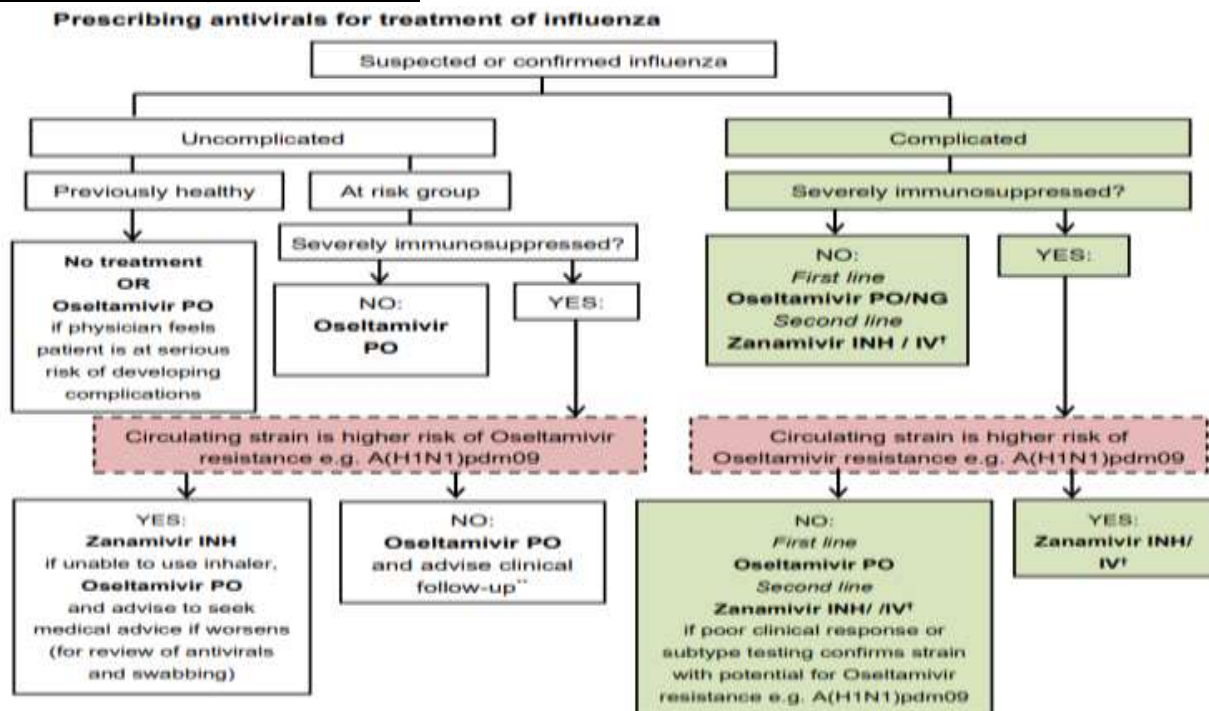 Prescribing antivirals for treatment of influenza
Suspected or confirmed influenza
Uncomplicated
Complicated
Previously healthy
At risk group
Severely immunosuppressed?
Severely immunosuppressed?
No treatment
OR
Oseltamivir PO
if physician feels
patient is at serious
risk of developing
complications
NO:
Oseltamivir
PO
YES:
NO:
First line
Oseltamivir PO/NG
Second line
Zanamivir INH / IV†
YES:
Circulating strain is higher risk of Oseltamivir
resistance e.g. A(H1N1)pdm09
Circulating strain is higher risk of
Oseltamivir resistance e.g. A(H1N1)pdm09
YES:
Zanamivir INH
if unable to use inhaler,
Oseltamivir PO
and advise to seek
medical advice if worsens
(for review of antivirals
and swabbing)
NO:
Oseltamivir PO
and advise clinical
follow-up**
NO:
First line
Oseltamivir PO
Second line
Zanamivir INH/ /IV†
if poor clinical response or
subtype testing confirms strain
with potential for Oseltamivir
resistance e.g. A(H1N1)pdm09
YES:
Zanamivir INH/
IV†